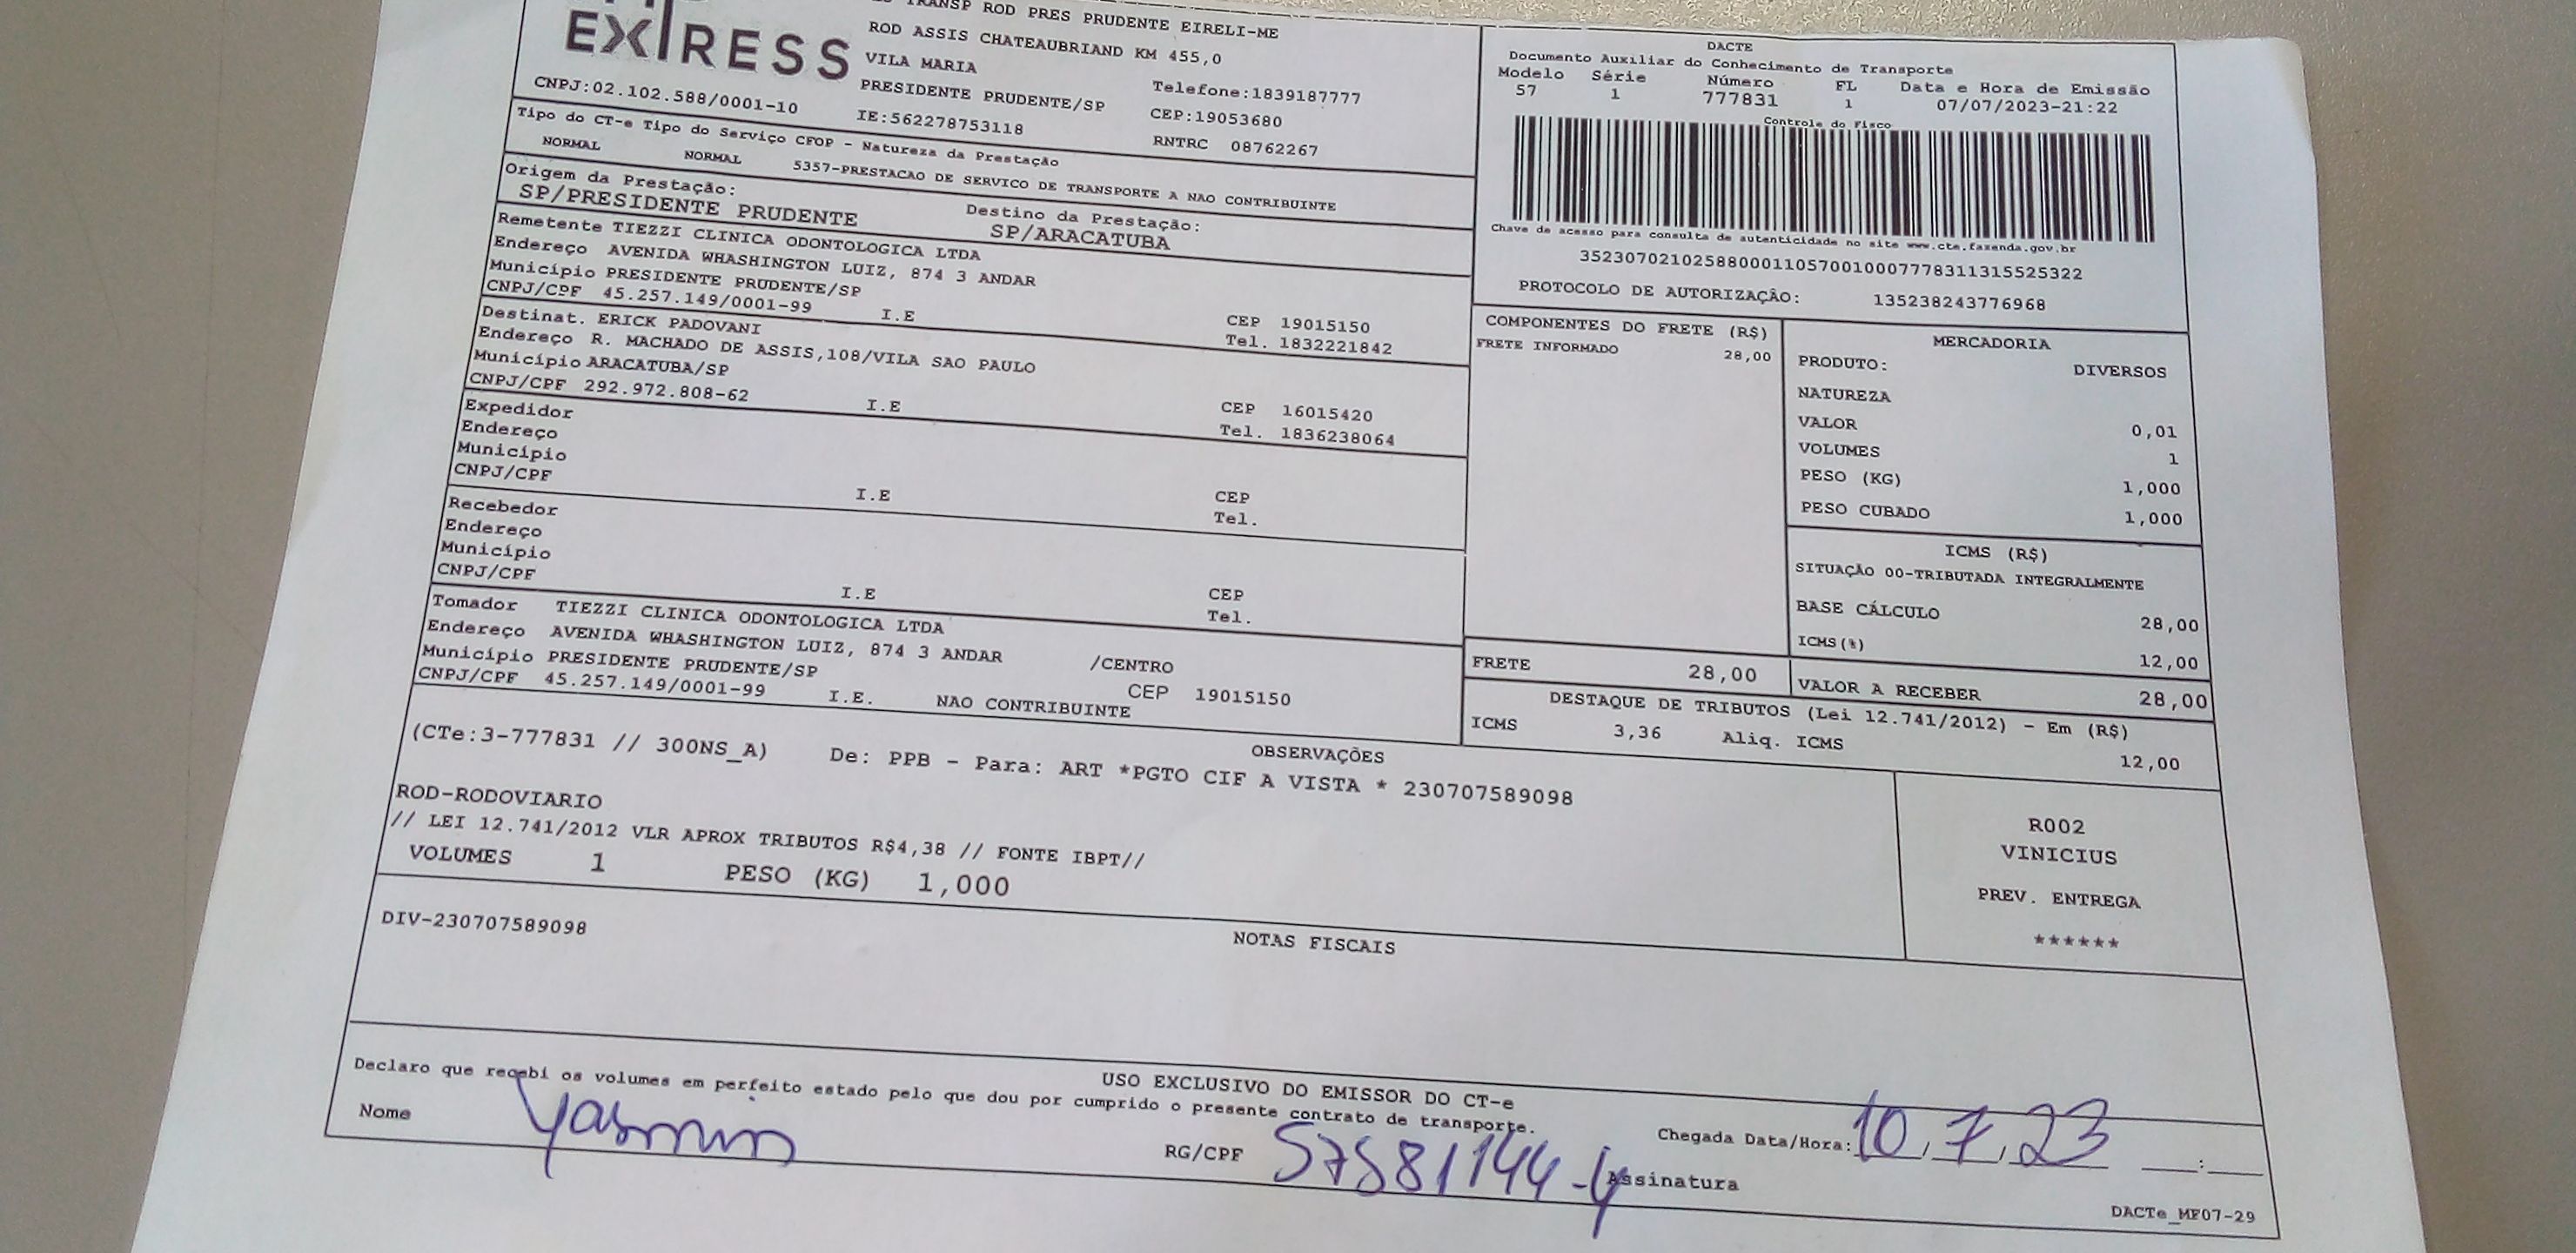 EXPRESS
TRANSP ROD PRES PRUDENTE EIRELI-ME
ROD ASSIS CHATEAUBRIAND KM 455,0
VILA MARIA
PRESIDENTE PRUDENTE/SP Telefone:1839187777
CNPJ:02.102.588/0001-10 IE:562278753118 CEP:19053680
RNTRC 08762267
Tipo do CT-e Tipo do Serviço CFOP - Natureza da Prestação
NORMAL NORMAL 5357-PRESTACAO DE SERVICO DE TRANSPORTE A NAO CONTRIBUINTE
Origem da Prestação: Destino da Prestação:
SP/PRESIDENTE PRUDENTE SP/ARACATUBA
Remetente TIEZZI CLINICA ODONTOLOGICA LTDA
Endereço AVENIDA WHASHINGTON LUIZ, 874 3 ANDAR
Município PRESIDENTE PRUDENTE/SP CEP 19015150
CNPJ/CPF 45.257.149/0001-99 I.E Tel. 1832221842
Destinat. ERICK PADOVANI
Endereço R. MACHADO DE ASSIS,108/VILA SAO PAULO
Município ARACATUBA/SP CEP 16015420
CNPJ/CPF 292.972.808-62 I.E Tel. 1836238064
Expedidor
Endereço
Município CEP
CNPJ/CPF I.E Tel.
Recebedor
Endereço
Município CEP
CNPJ/CPF I.E Tel.
Tomador TIEZZI CLINICA ODONTOLOGICA LTDA
Endereço AVENIDA WHASHINGTON LUIZ, 874 3 ANDAR /CENTRO
Município PRESIDENTE PRUDENTE/SP CEP 19015150
CNPJ/CPF 45.257.149/0001-99 I.E. NAO CONTRIBUINTE
DACTE
Documento Auxiliar do Conhecimento de Transporte
Modelo Série Número FL Data e Hora de Emissão
57 1 777831 1 07/07/2023-21:22
Controle do Fisco
Chave de acesso para consulta de autenticidade no site www.cte.fazenda.gov.br
35230702102588000110570010007778311315525322
PROTOCOLO DE AUTORIZAÇÃO: 135238243776968
COMPONENTES DO FRETE (R$)
FRETE INFORMADO 28,00
MERCADORIA
PRODUTO: DIVERSOS
NATUREZA
VALOR 0,01
VOLUMES 1
PESO (KG) 1,000
PESO CUBADO 1,000
ICMS (R$)
SITUAÇÃO 00-TRIBUTADA INTEGRALMENTE
BASE CÁLCULO 28,00
ICMS(%) 12,00
FRETE 28,00 VALOR A RECEBER 28,00
DESTAQUE DE TRIBUTOS (Lei 12.741/2012) - Em (R$)
ICMS 3,36 Aliq. ICMS 12,00
OBSERVAÇÕES
(CTe:3-777831 // 300NS_A) De: PPB - Para: ART *PGTO CIF A VISTA * 230707589098
ROD-RODOVIARIO
// LEI 12.741/2012 VLR APROX TRIBUTOS R$4,38 // FONTE IBPT//
VOLUMES 1 PESO (KG) 1,000
R002
VINICIUS
PREV. ENTREGA
******
NOTAS FISCAIS
DIV-230707589098
USO EXCLUSIVO DO EMISSOR DO CT-e
Declaro que recebi os volumes em perfeito estado pelo que dou por cumprido o presente contrato de transporte.
Nome Yasmin RG/CPF 57581144-4 Assinatura Chegada Data/Hora: 10/7/23 __:__
DACTe_MF07-29